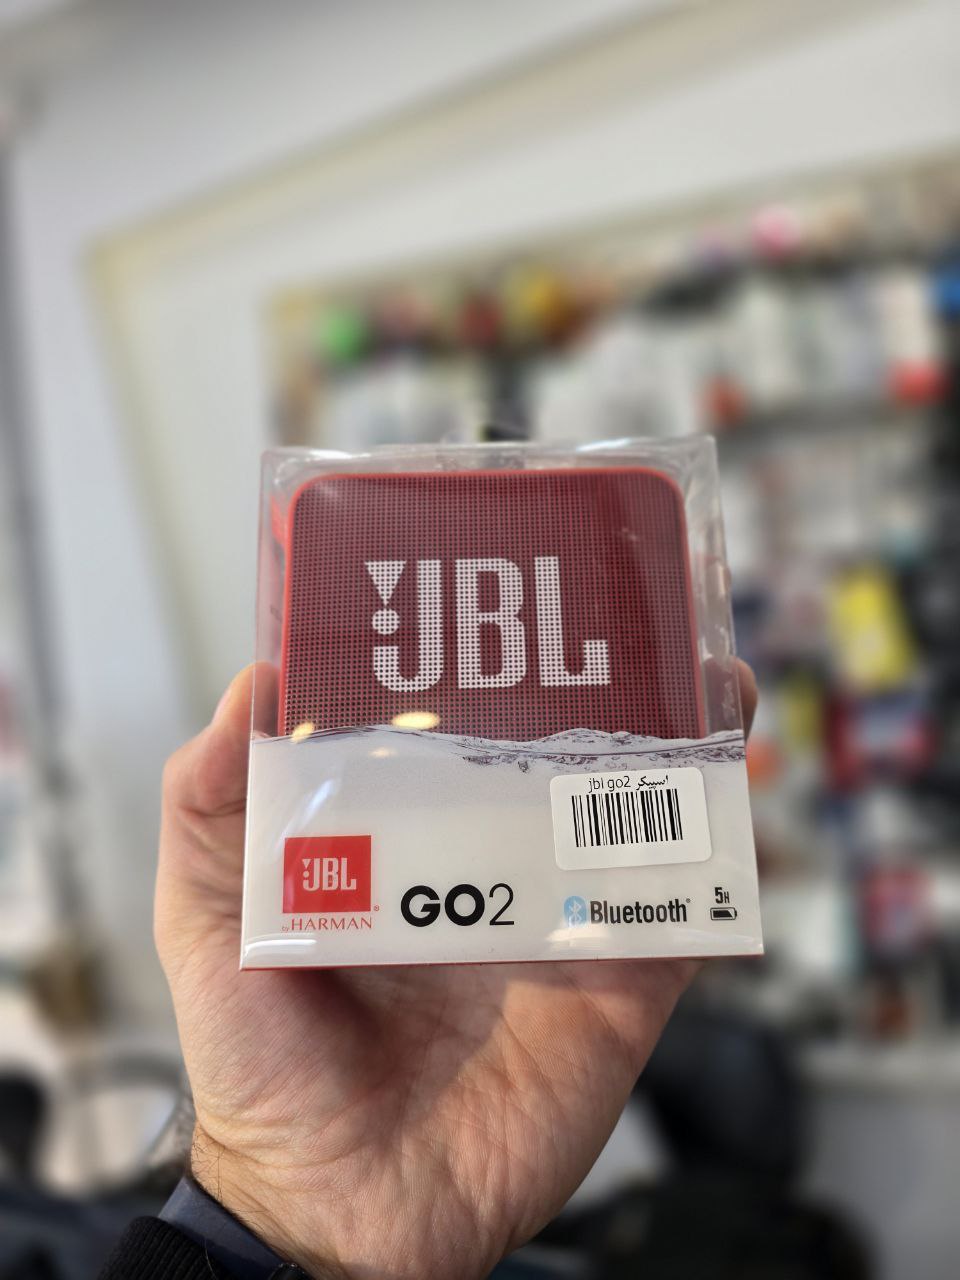 JBL
اسپیکر jbl go2
JBL
by HARMAN
GO2
Bluetooth®
5H